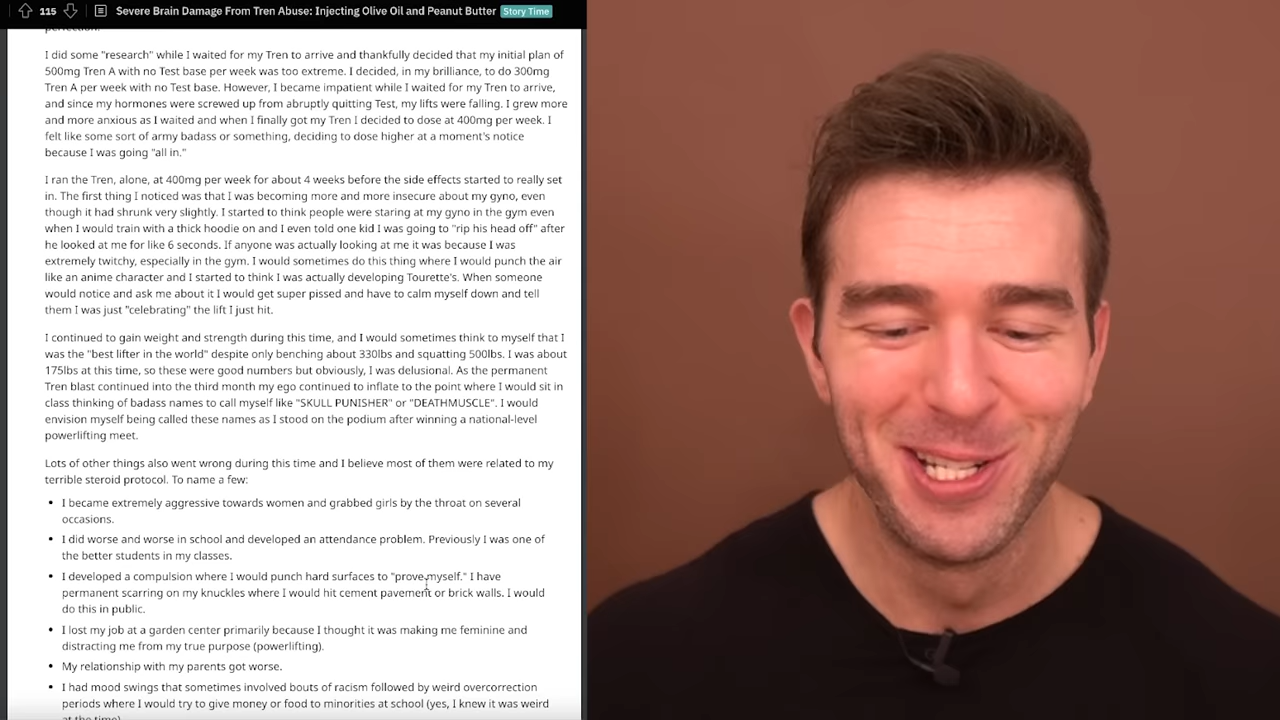 115 Severe Brain Damage From Tren Abuse: Injecting Olive Oil and Peanut Butter Story Time
perfection.
I did some "research" while I waited for my Tren to arrive and thankfully decided that my initial plan of
500mg Tren A with no Test base per week was too extreme. I decided, in my brilliance, to do 300mg
Tren A per week with no Test base. However, I became impatient while I waited for my Tren to arrive,
and since my hormones were screwed up from abruptly quitting Test, my lifts were falling. I grew more
and more anxious as I waited and when I finally got my Tren I decided to dose at 400mg per week. I
felt like some sort of army badass or something, deciding to dose higher at a moment's notice
because I was going "all in."
I ran the Tren, alone, at 400mg per week for about 4 weeks before the side effects started to really set
in. The first thing I noticed was that I was becoming more and more insecure about my gyno, even
though it had shrunk very slightly. I started to think people were staring at my gyno in the gym even
when I would train with a thick hoodie on and I even told one kid I was going to "rip his head off" after
he looked at me for like 6 seconds. If anyone was actually looking at me it was because I was
extremely twitchy, especially in the gym. I would sometimes do this thing where I would punch the air
like an anime character and I started to think I was actually developing Tourette's. When someone
would notice and ask me about it I would get super pissed and have to calm myself down and tell
them I was just "celebrating" the lift I just hit.
I continued to gain weight and strength during this time, and I would sometimes think to myself that I
was the "best lifter in the world" despite only benching about 330lbs and squatting 500lbs. I was about
175lbs at this time, so these were good numbers but obviously, I was delusional. As the permanent
Tren blast continued into the third month my ego continued to inflate to the point where I would sit in
class thinking of badass names to call myself like "SKULL PUNISHER" or "DEATHMUSCLE". I would
envision myself being called these names as I stood on the podium after winning a national-level
powerlifting meet.
Lots of other things also went wrong during this time and I believe most of them were related to my
terrible steroid protocol. To name a few:
• I became extremely aggressive towards women and grabbed girls by the throat on several
occasions.
• I did worse and worse in school and developed an attendance problem. Previously I was one of
the better students in my classes.
• I developed a compulsion where I would punch hard surfaces to "prove myself." I have
permanent scarring on my knuckles where I would hit cement pavement or brick walls. I would
do this in public.
• I lost my job at a garden center primarily because I thought it was making me feminine and
distracting me from my true purpose (powerlifting).
• My relationship with my parents got worse.
• I had mood swings that sometimes involved bouts of racism followed by weird overcorrection
periods where I would try to give money or food to minorities at school (yes, I knew it was weird
at the time)